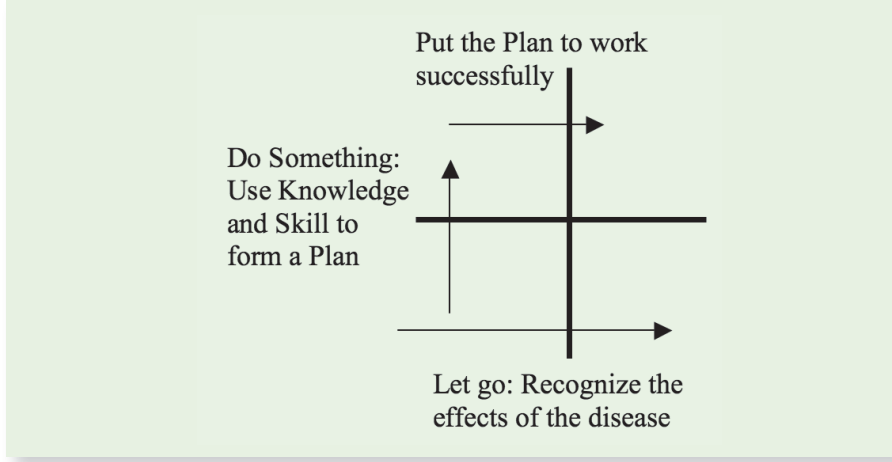 Put the Plan to work
successfully
Do Something:
Use Knowledge
and Skill to
form a Plan
Let go: Recognize the
effects of the disease